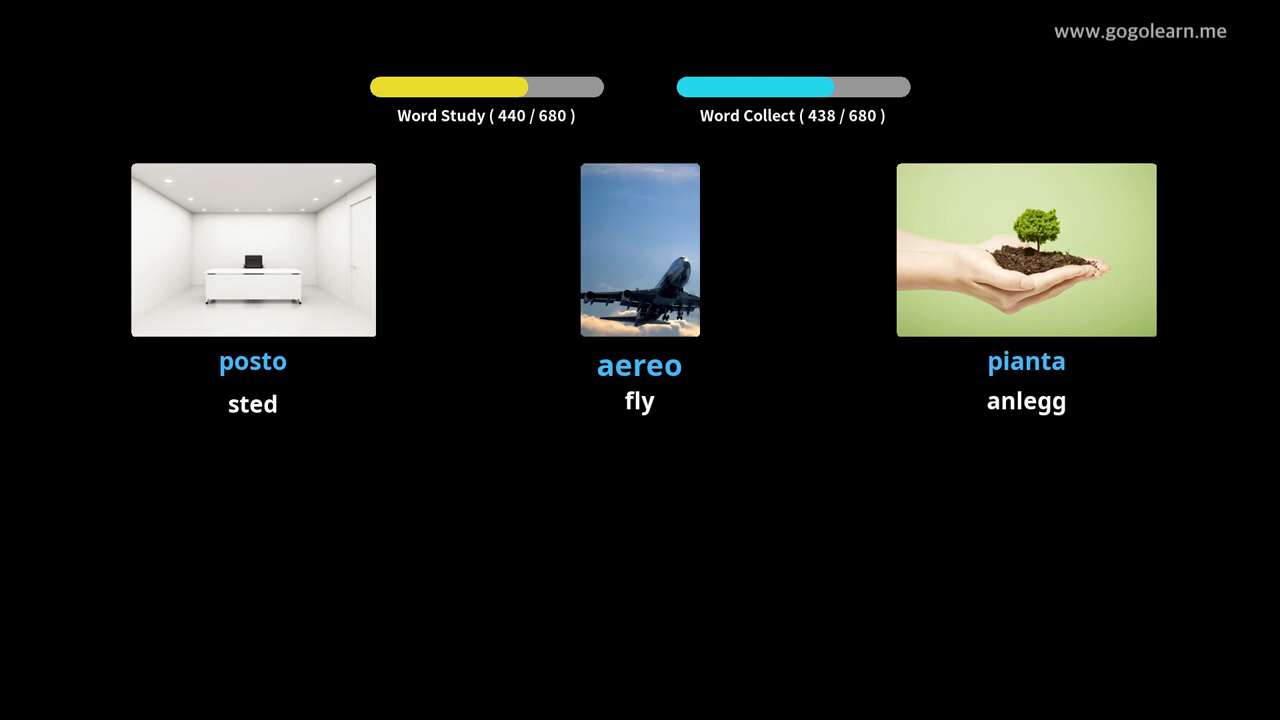 www.gogolearn.me
Word Study ( 440 / 680 )
Word Collect ( 438 / 680 )
posto
sted
aereo
fly
pianta
anlegg